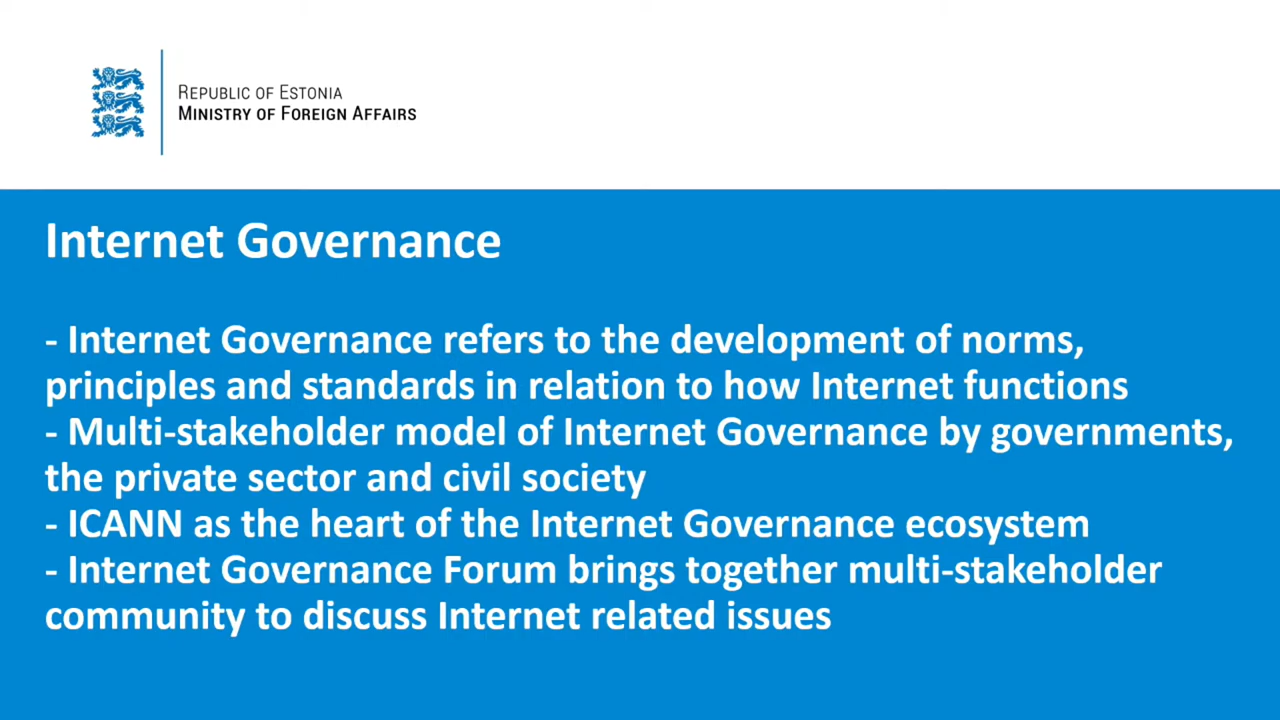 REPUBLIC OF ESTONIA
MINISTRY OF FOREIGN AFFAIRS
Internet Governance
- Internet Governance refers to the development of norms,
principles and standards in relation to how Internet functions
- Multi-stakeholder model of Internet Governance by governments,
the private sector and civil society
- ICANN as the heart of the Internet Governance ecosystem
- Internet Governance Forum brings together multi-stakeholder
community to discuss Internet related issues